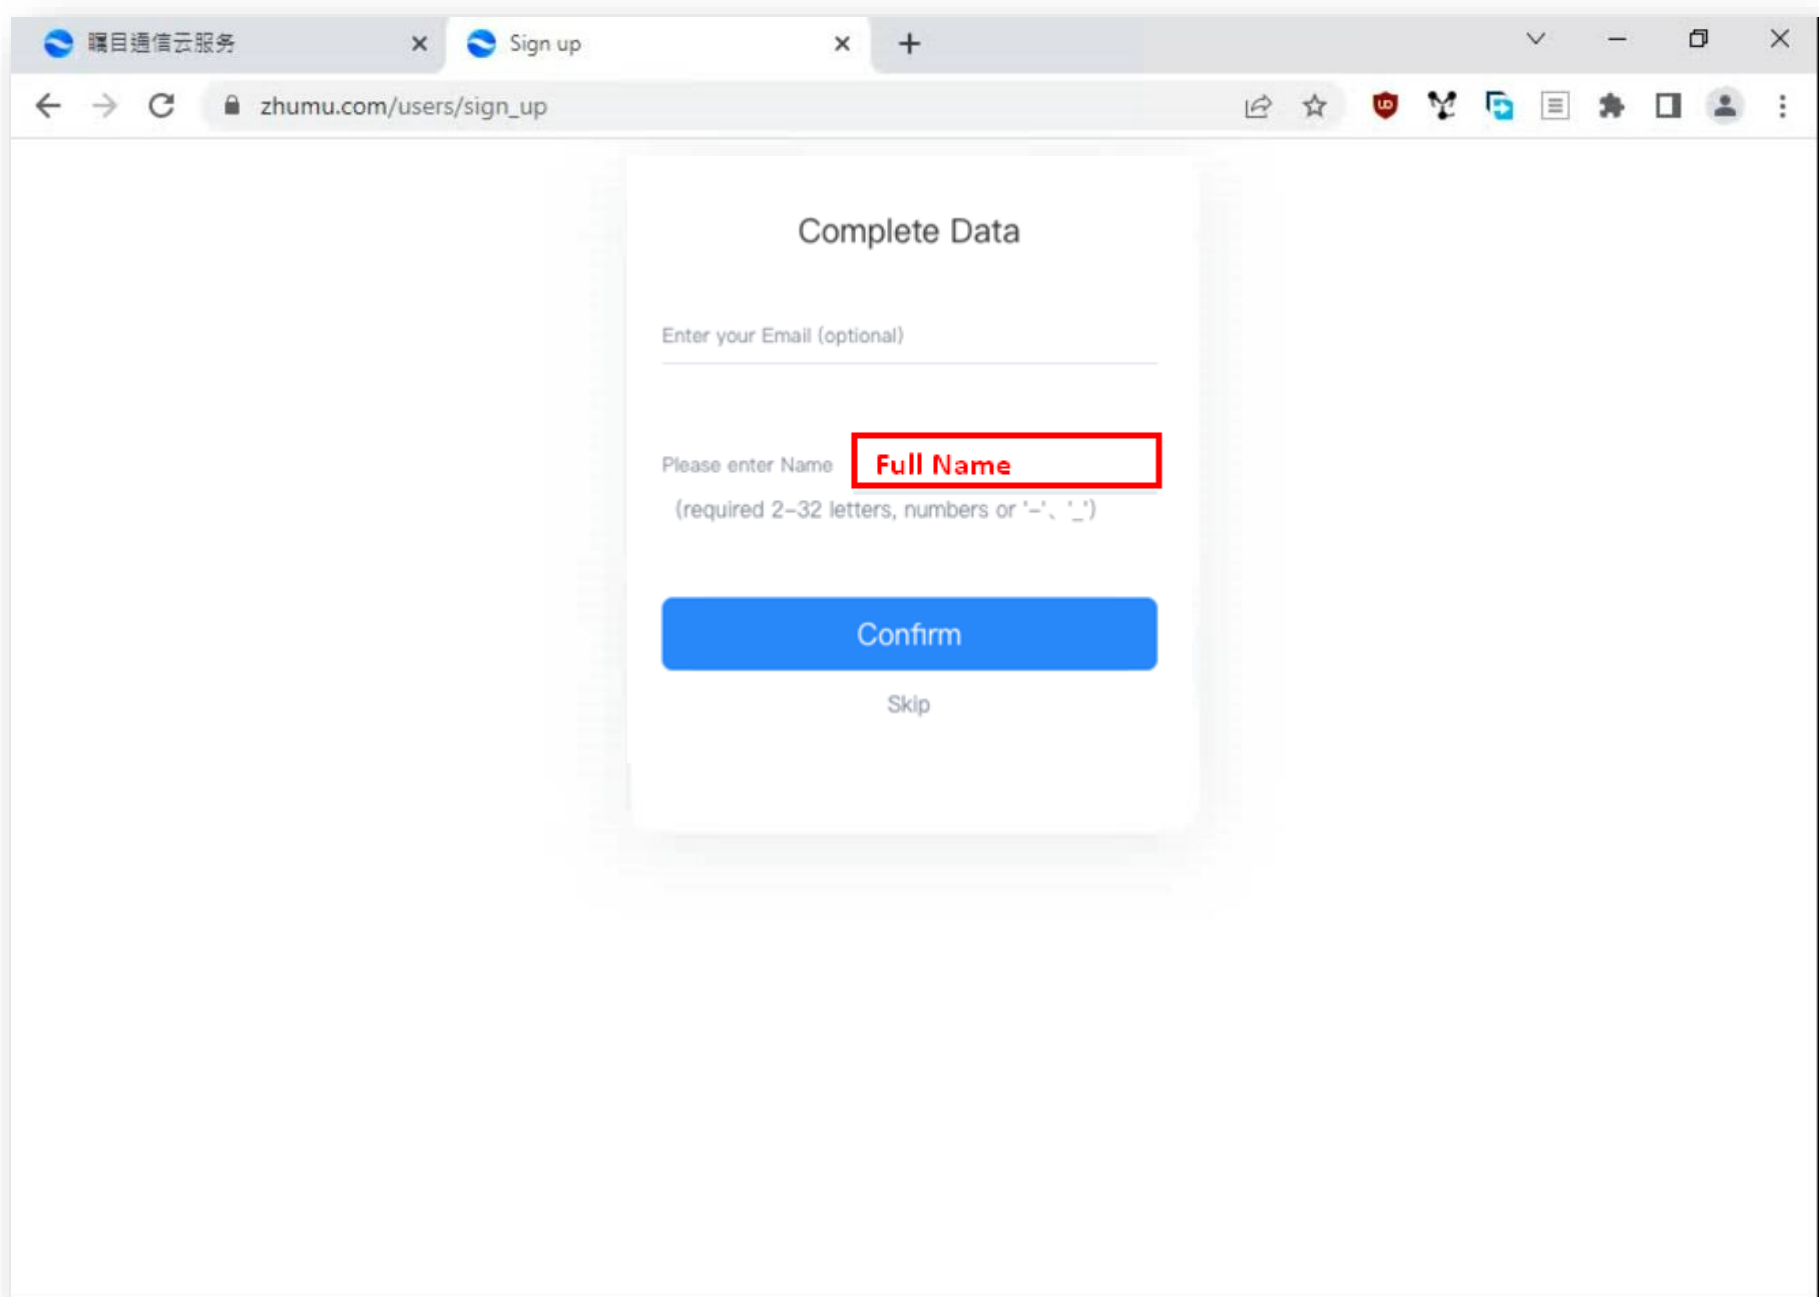 瞩目通信云服务
Sign up
zhumu.com/users/sign_up
Complete Data
Enter your Email (optional)
Please enter Name Full Name
(required 2-32 letters, numbers or '-'、'_')
Confirm
Skip